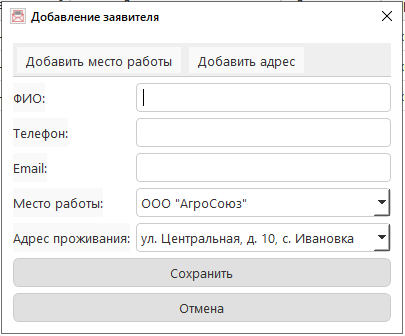 Добавление заявителя
Добавить место работы Добавить адрес
ФИО:
Телефон:
Email:
Место работы: ООО "АгроСоюз"
Адрес проживания: ул. Центральная, д. 10, с. Ивановка
Сохранить
Отмена